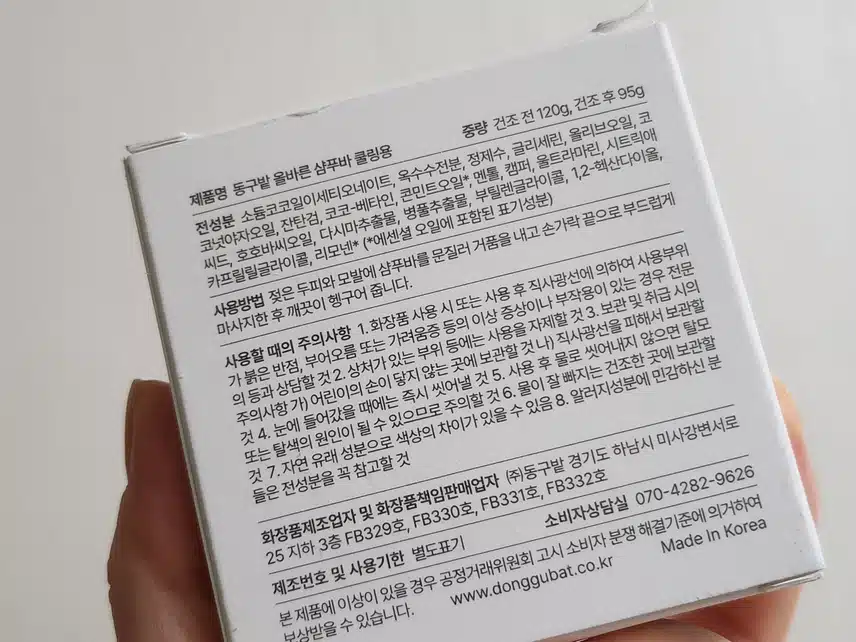 제품명 동구밭 올바른 샴푸바 쿨링용 중량 건조 전 120g, 건조 후 95g
전성분 소듐코코일이세티오네이트, 옥수수전분, 정제수, 글리세린, 올리브오일, 코
코넛야자오일, 잔탄검, 코코-베타인, 콘민트오일*, 멘톨, 캠퍼, 울트라마린, 시트릭애
씨드, 호호바씨오일, 다시마추출물, 병풀추출물, 부틸렌글라이콜, 1,2-헥산다이올,
카프릴릴글라이콜, 리모넨* (*에센셜 오일에 포함된 표기성분)
사용방법 젖은 두피와 모발에 샴푸바를 문질러 거품을 내고 손가락 끝으로 부드럽게
마사지한 후 깨끗이 헹구어 줍니다.
사용할 때의 주의사항 1. 화장품 사용 시 또는 사용 후 직사광선에 의하여 사용부위
가 붉은 반점, 부어오름 또는 가려움증 등의 이상 증상이나 부작용이 있는 경우 전문
의 등과 상담할 것 2. 상처가 있는 부위 등에는 사용을 자제할 것 3. 보관 및 취급 시의
주의사항 가) 어린이의 손이 닿지 않는 곳에 보관할 것 나) 직사광선을 피해서 보관할
것 4. 눈에 들어갔을 때에는 즉시 씻어낼 것 5. 사용 후 물로 씻어내지 않으면 탈모
또는 탈색의 원인이 될 수 있으므로 주의할 것 6. 물이 잘 빠지는 건조한 곳에 보관할
것 7. 자연 유래 성분으로 색상의 차이가 있을 수 있음 8. 알러지성분에 민감하신 분
들은 전성분을 꼭 참고할 것
화장품제조업자 및 화장품책임판매업자 (주)동구밭 경기도 하남시 미사강변서로
25 지하 3층 FB329호, FB330호, FB331호, FB332호
제조번호 및 사용기한 별도표기 소비자상담실 070-4282-9626
본 제품에 이상이 있을 경우 공정거래위원회 고시 소비자 분쟁 해결기준에 의거하여
보상받을 수 있습니다. www.donggubat.co.kr Made In Korea